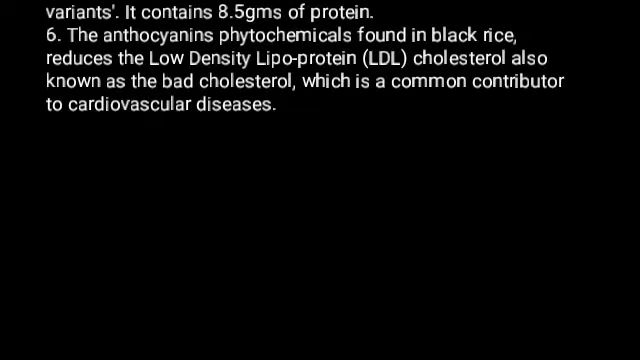 variants'. It contains 8.5gms of protein.
6. The anthocyanins phytochemicals found in black rice,
reduces the Low Density Lipo-protein (LDL) cholesterol also
known as the bad cholesterol, which is a common contributor
to cardiovascular diseases.